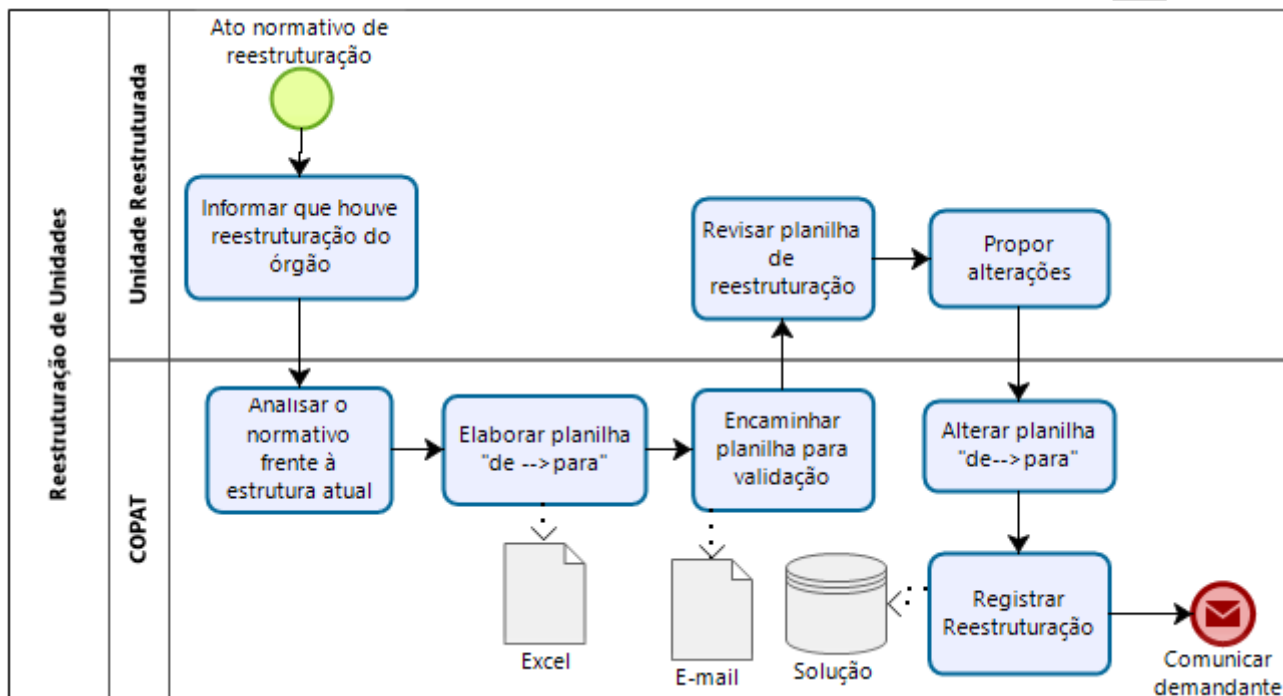 Reestruturação de Unidades
Unidade Reestruturada
Ato normativo de
reestruturação
Informar que houve
reestruturação do
órgão
Revisar planilha
de
reestruturação
Propor
alterações
COPAT
Analisar o
normativo
frente à
estrutura atual
Elaborar planilha
"de -->para"
Encaminhar
planilha para
validação
Alterar planilha
"de-->para"
Excel
E-mail
Solução
Registrar
Reestruturação
Comunicar
demandante